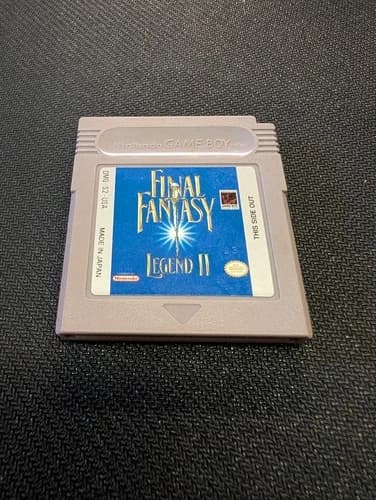 Nintendo GAME BOY
FINAL
FANTASY
LEGEND II
DMG - S2 - USA
MADE IN JAPAN
THIS SIDE OUT
Nintendo